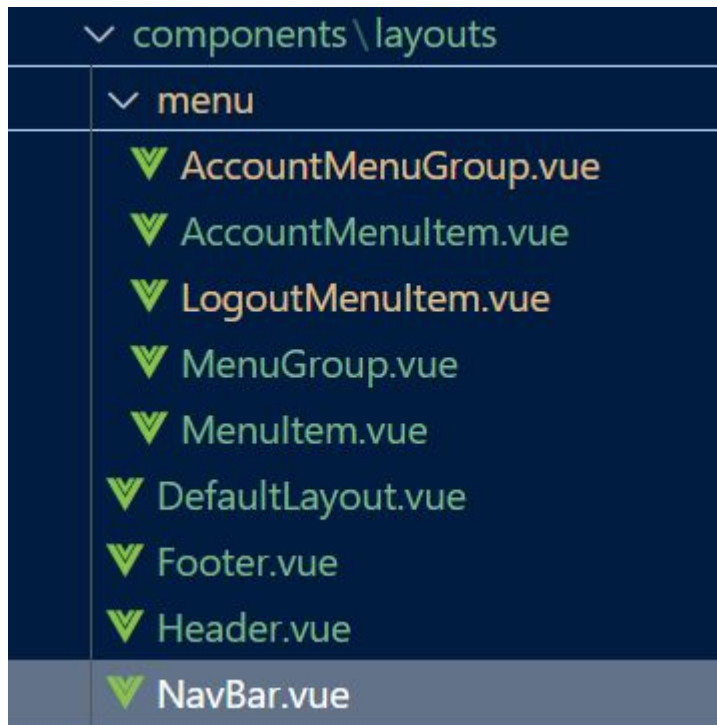 components\layouts
menu
AccountMenuGroup.vue
AccountMenuItem.vue
LogoutMenuItem.vue
MenuGroup.vue
MenuItem.vue
DefaultLayout.vue
Footer.vue
Header.vue
NavBar.vue